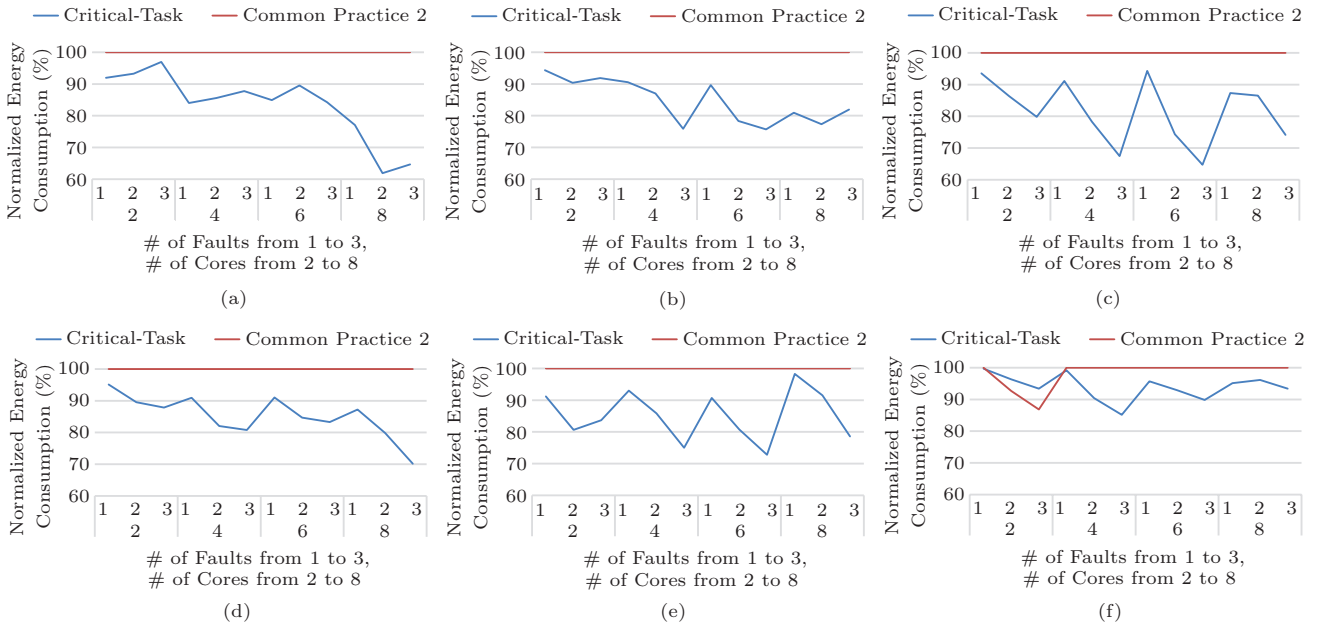 Critical-Task Common Practice 2
Normalized Energy
Consumption (%)
100
90
80
70
60
1 2 3 1 2 3 1 2 3 1 2 3
2 4 6 8
# of Faults from 1 to 3,
# of Cores from 2 to 8
(a)
Critical-Task Common Practice 2
Normalized Energy
Consumption (%)
100
90
80
70
60
1 2 3 1 2 3 1 2 3 1 2 3
2 4 6 8
# of Faults from 1 to 3,
# of Cores from 2 to 8
(b)
Critical-Task Common Practice 2
Normalized Energy
Consumption (%)
100
90
80
70
60
1 2 3 1 2 3 1 2 3 1 2 3
2 4 6 8
# of Faults from 1 to 3,
# of Cores from 2 to 8
(c)
Critical-Task Common Practice 2
Normalized Energy
Consumption (%)
100
90
80
70
60
1 2 3 1 2 3 1 2 3 1 2 3
2 4 6 8
# of Faults from 1 to 3,
# of Cores from 2 to 8
(d)
Critical-Task Common Practice 2
Normalized Energy
Consumption (%)
100
90
80
70
60
1 2 3 1 2 3 1 2 3 1 2 3
2 4 6 8
# of Faults from 1 to 3,
# of Cores from 2 to 8
(e)
Critical-Task Common Practice 2
Normalized Energy
Consumption (%)
100
90
80
70
60
1 2 3 1 2 3 1 2 3 1 2 3
2 4 6 8
# of Faults from 1 to 3,
# of Cores from 2 to 8
(f)